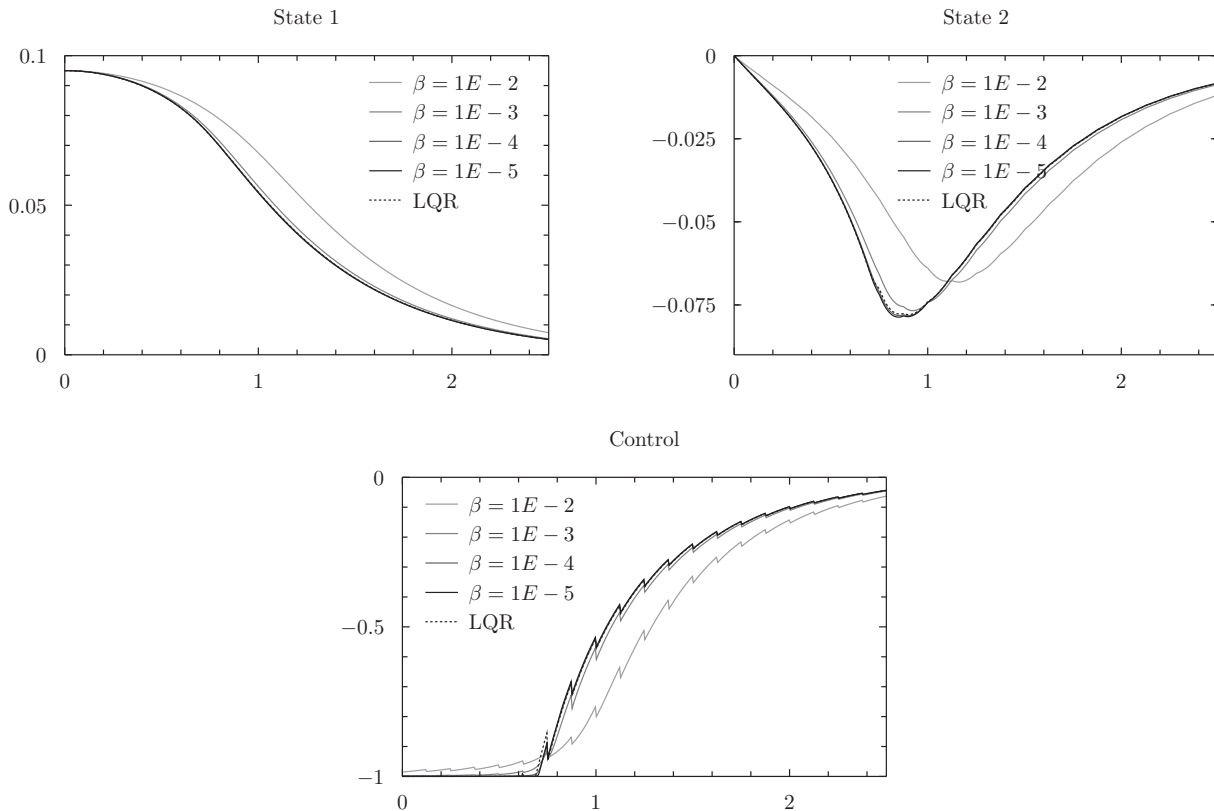 State 1
0.1
0.05
0
0
1
2
β = 1E − 2
β = 1E − 3
β = 1E − 4
β = 1E − 5
LQR
State 2
0
−0.025
−0.05
−0.075
0
1
2
β = 1E − 2
β = 1E − 3
β = 1E − 4
β = 1E − 5
LQR
Control
0
−0.5
−1
0
1
2
β = 1E − 2
β = 1E − 3
β = 1E − 4
β = 1E − 5
LQR